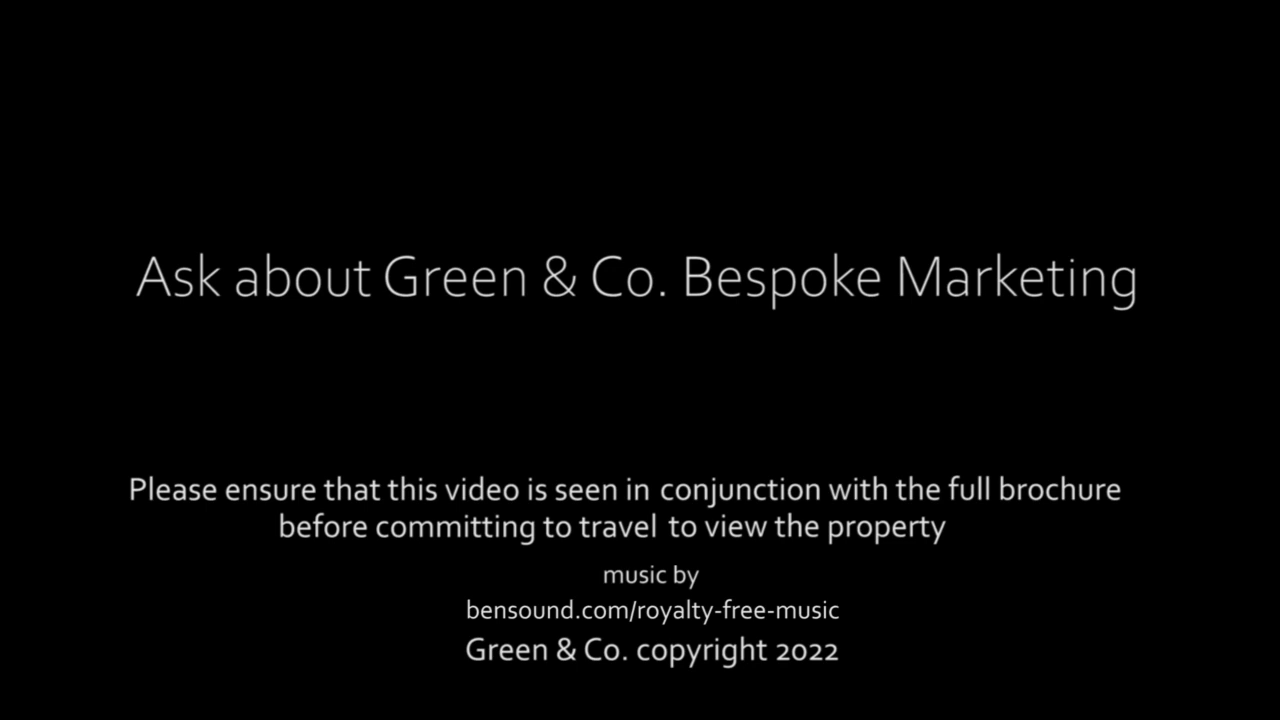 Ask about Green & Co. Bespoke Marketing
Please ensure that this video is seen in conjunction with the full brochure
before committing to travel to view the property
music by
bensound.com/royalty-free-music
Green & Co. copyright 2022